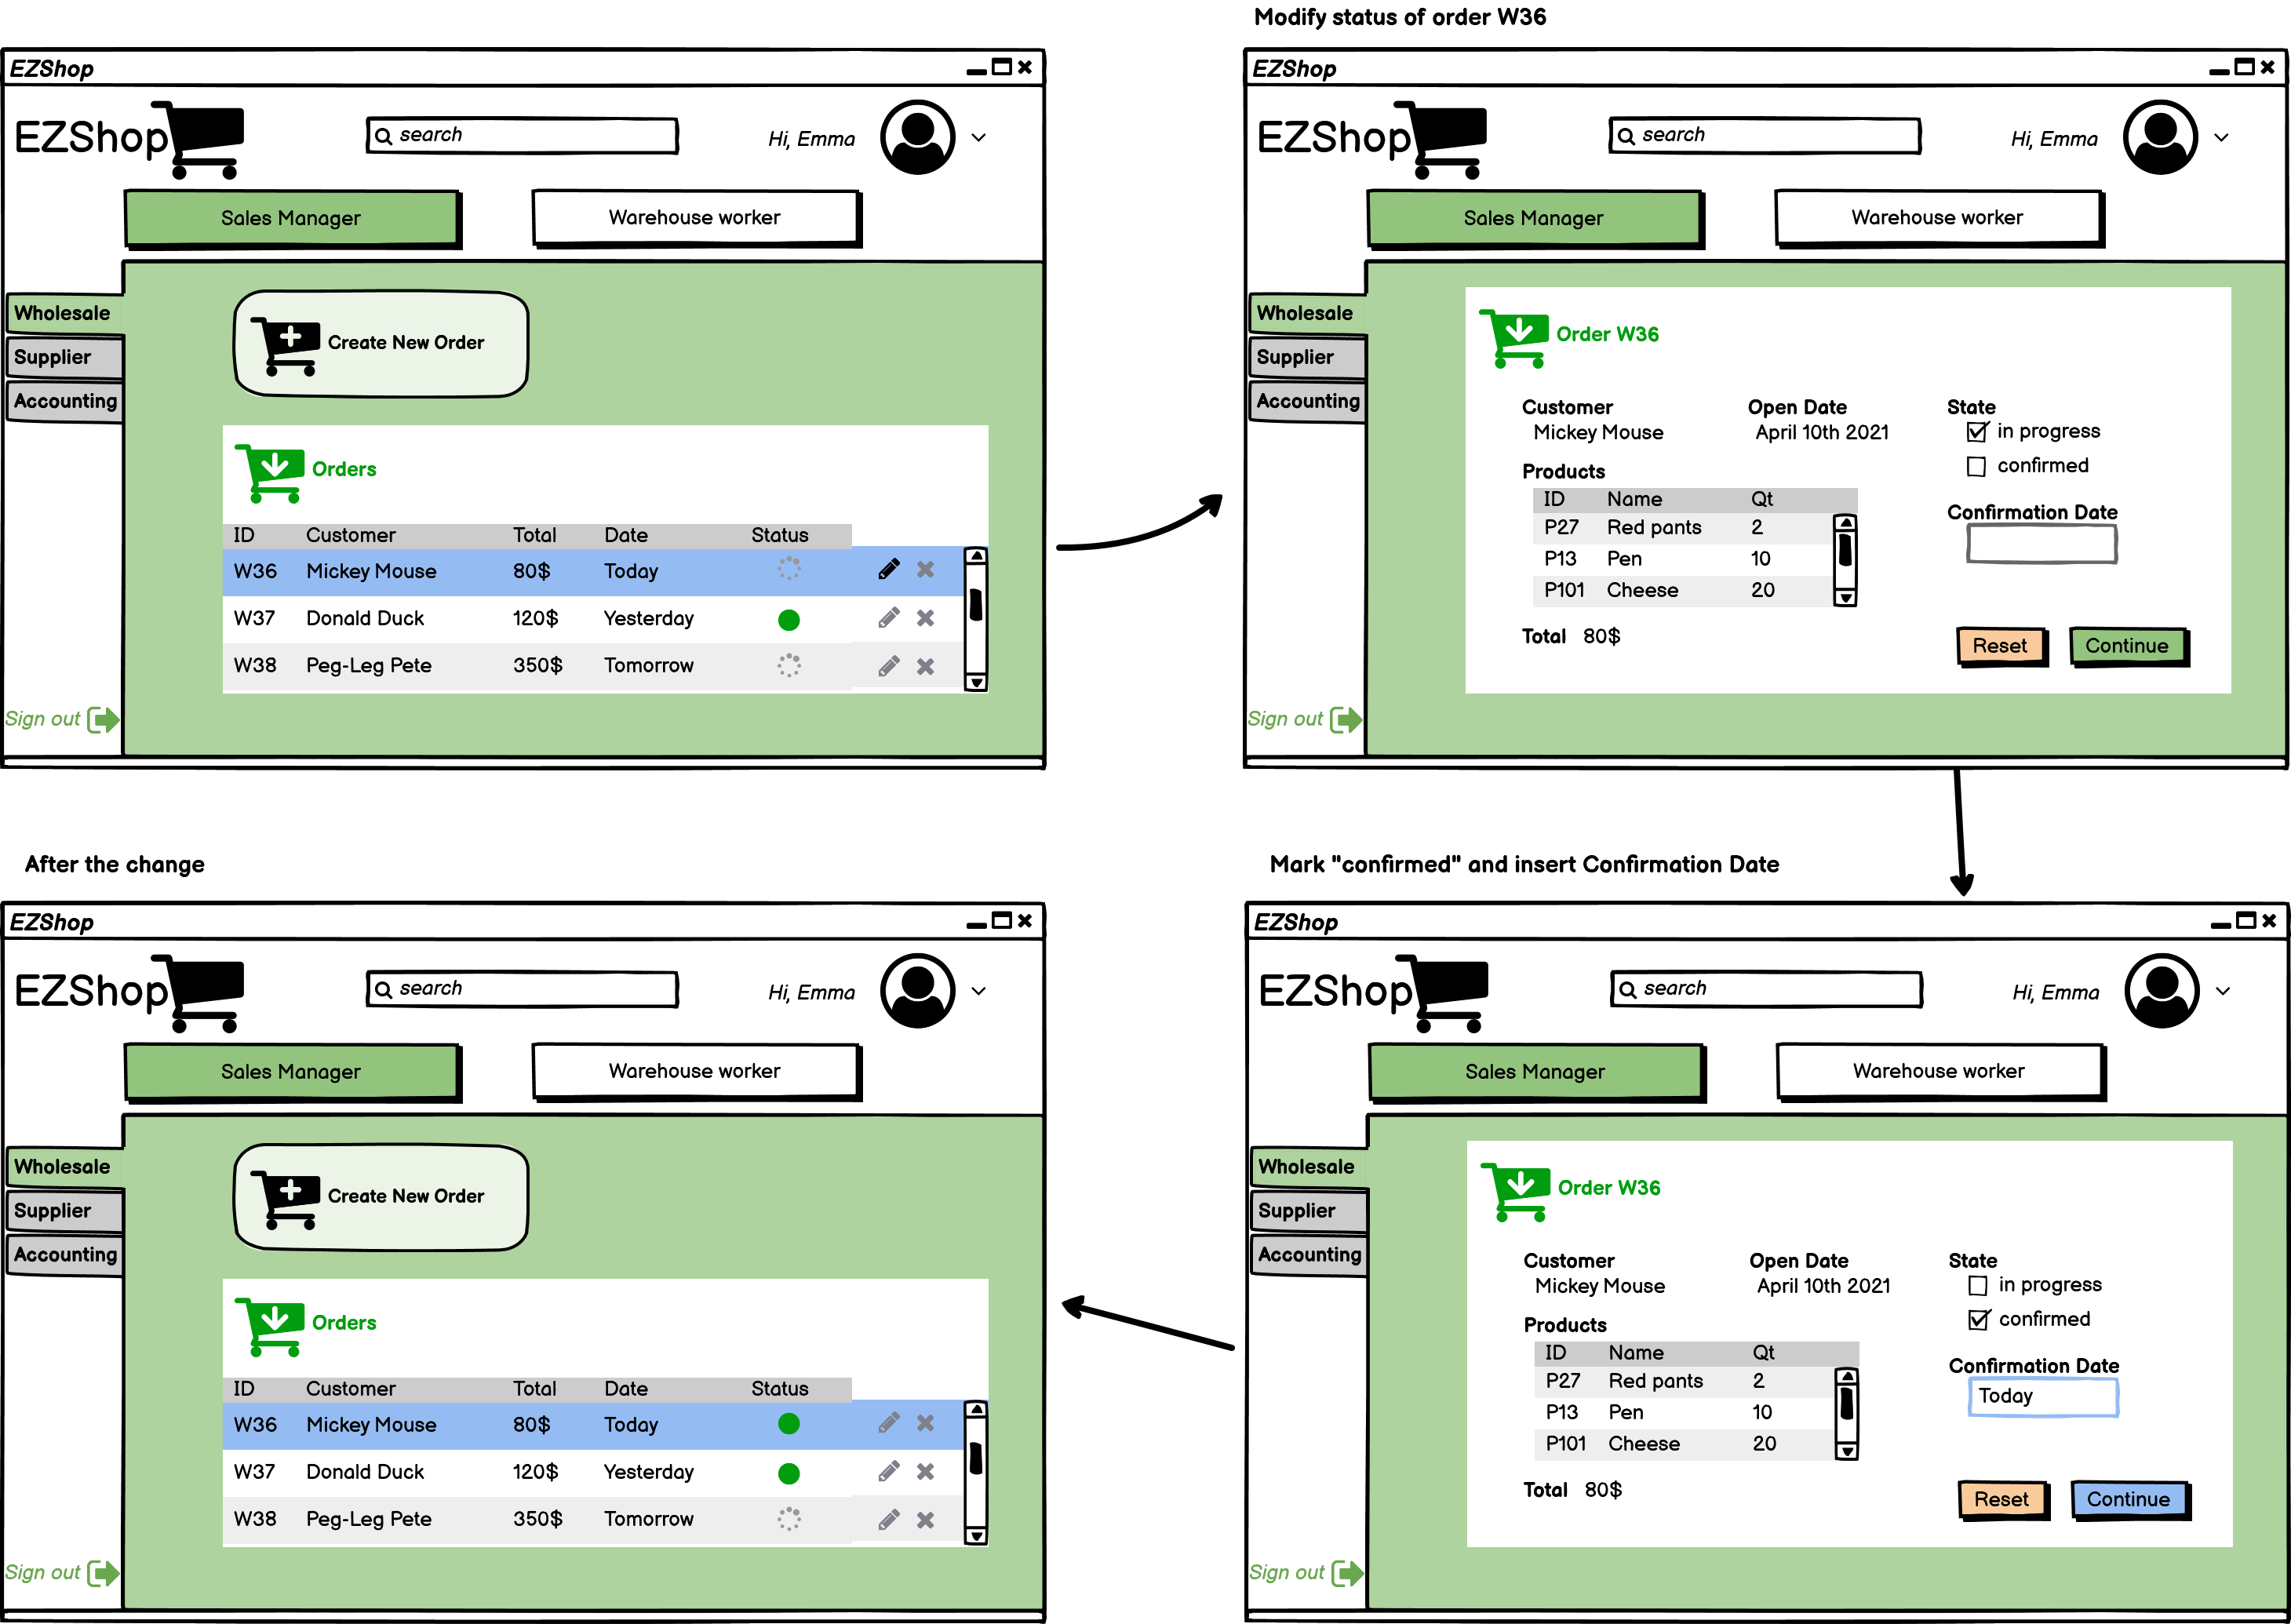 Modify status of order W36
EZShop
EZShop
search
Hi, Emma
Sales Manager
Warehouse worker
Wholesale
Supplier
Accounting
Create New Order
Orders
ID Customer Total Date Status
W36 Mickey Mouse 80$ Today
W37 Donald Duck 120$ Yesterday
W38 Peg-Leg Pete 350$ Tomorrow
Sign out
EZShop
EZShop
search
Hi, Emma
Sales Manager
Warehouse worker
Wholesale
Supplier
Accounting
Order W36
Customer
Mickey Mouse
Open Date
April 10th 2021
State
in progress
confirmed
Products
ID Name Qt
P27 Red pants 2
P13 Pen 10
P101 Cheese 20
Confirmation Date
Total 80$
Reset
Continue
Sign out
After the change
EZShop
EZShop
search
Hi, Emma
Sales Manager
Warehouse worker
Wholesale
Supplier
Accounting
Create New Order
Orders
ID Customer Total Date Status
W36 Mickey Mouse 80$ Today
W37 Donald Duck 120$ Yesterday
W38 Peg-Leg Pete 350$ Tomorrow
Sign out
Mark "confirmed" and insert Confirmation Date
EZShop
EZShop
search
Hi, Emma
Sales Manager
Warehouse worker
Wholesale
Supplier
Accounting
Order W36
Customer
Mickey Mouse
Open Date
April 10th 2021
State
in progress
confirmed
Products
ID Name Qt
P27 Red pants 2
P13 Pen 10
P101 Cheese 20
Confirmation Date
Today
Total 80$
Reset
Continue
Sign out